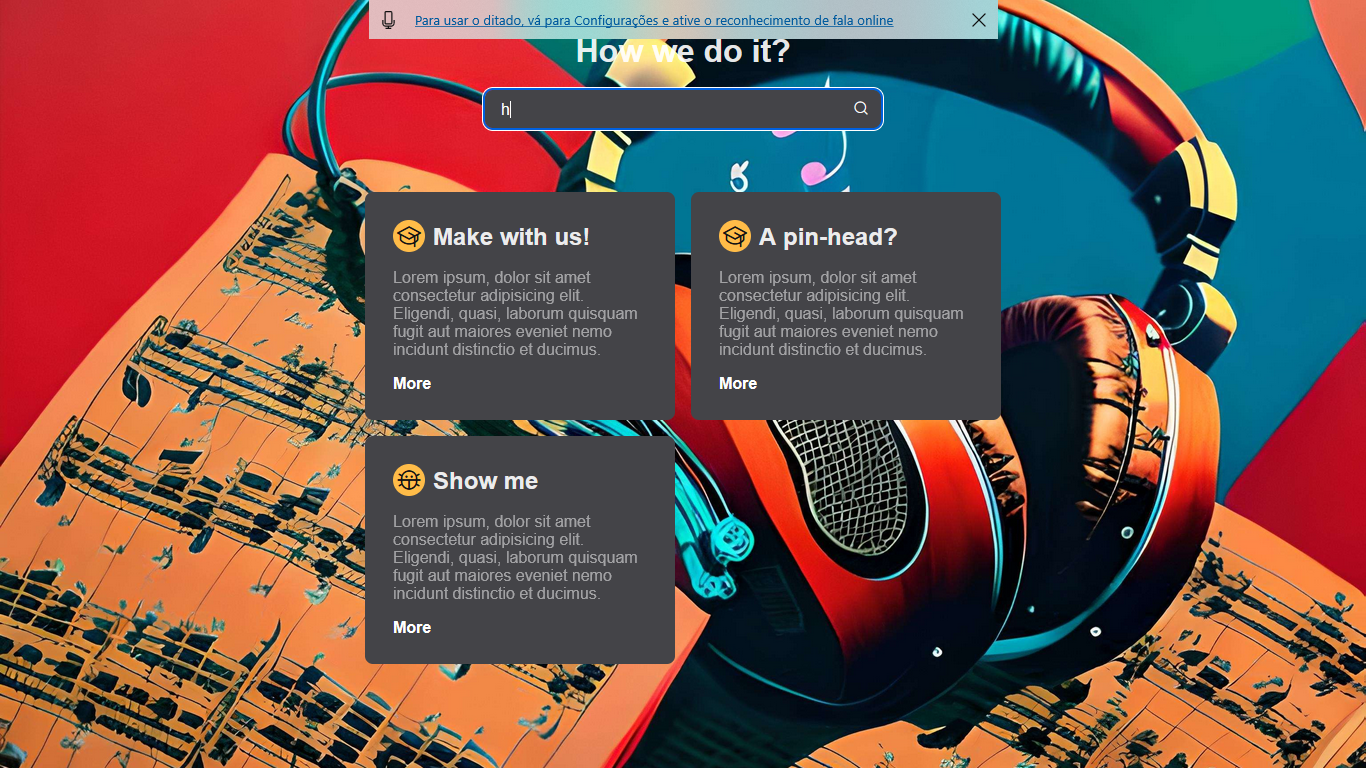 Para usar o ditado, vá para Configurações e ative o reconhecimento de fala online
How we do it?
h
Make with us!
Lorem ipsum, dolor sit amet
consectetur adipisicing elit.
Eligendi, quasi, laborum quisquam
fugit aut maiores eveniet nemo
incidunt distinctio et ducimus.
More
A pin-head?
Lorem ipsum, dolor sit amet
consectetur adipisicing elit.
Eligendi, quasi, laborum quisquam
fugit aut maiores eveniet nemo
incidunt distinctio et ducimus.
More
Show me
Lorem ipsum, dolor sit amet
consectetur adipisicing elit.
Eligendi, quasi, laborum quisquam
fugit aut maiores eveniet nemo
incidunt distinctio et ducimus.
More